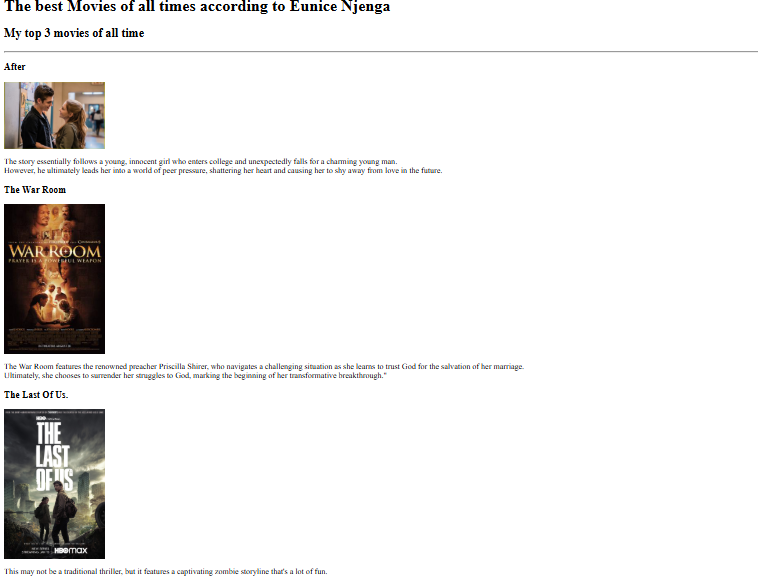 The best Movies of all times according to Eunice Njenga
My top 3 movies of all time
After
The story essentially follows a young, innocent girl who enters college and unexpectedly falls for a charming young man.
However, he ultimately leads her into a world of peer pressure, shattering her heart and causing her to shy away from love in the future.
The War Room
WAR ROOM
PRAYER IS A POWERFUL WEAPON
The War Room features the renowned preacher Priscilla Shirer, who navigates a challenging situation as she learns to trust God for the salvation of her marriage.
Ultimately, she chooses to surrender her struggles to God, marking the beginning of her transformative breakthrough."
The Last Of Us.
HBO
THE
LAST
OF US
HBOmax
This may not be a traditional thriller, but it features a captivating zombie storyline that's a lot of fun.